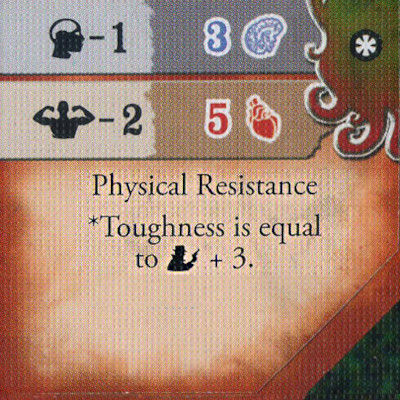 -1 3 *
-2 5
Physical Resistance
*Toughness is equal
to + 3.